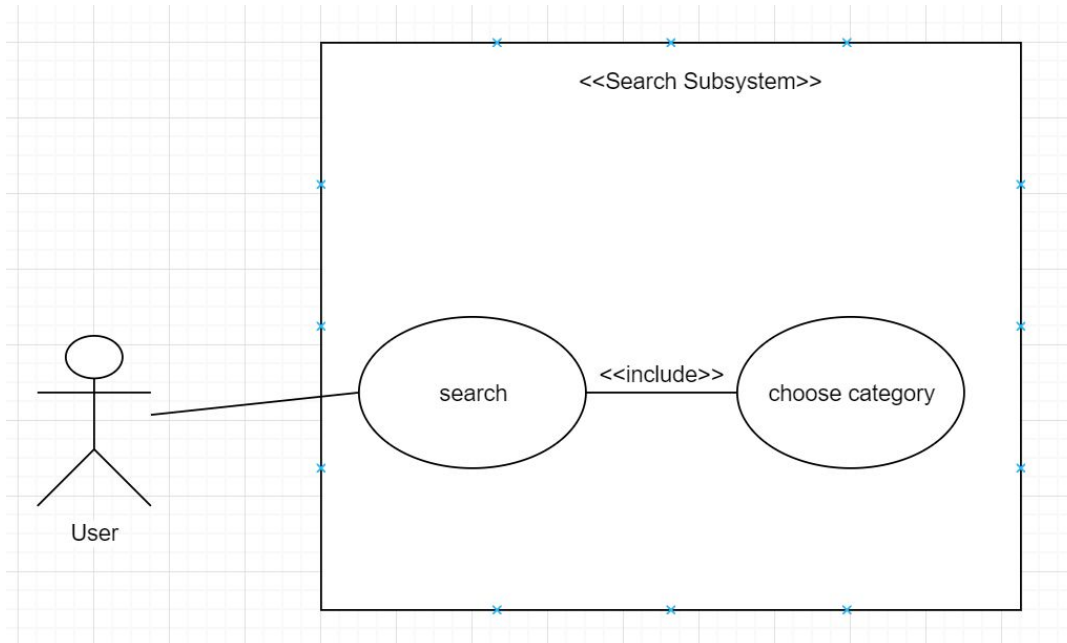 <<Search Subsystem>>
search
<<include>>
choose category
User